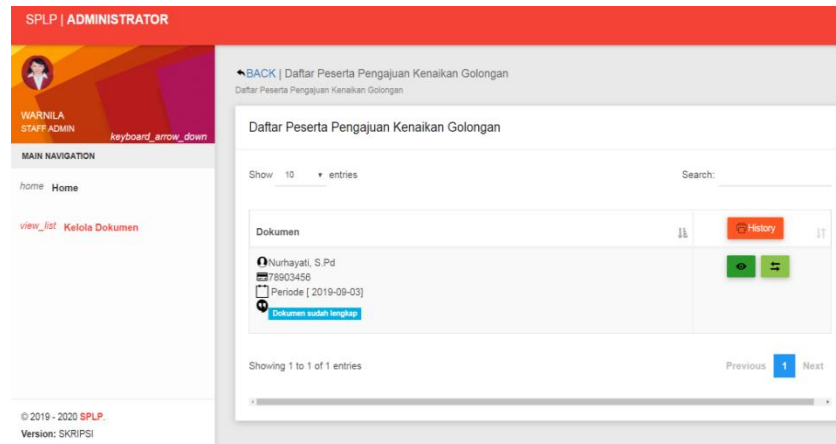 SPLP | ADMINISTRATOR
WARNILA
STAFF ADMIN
keyboard_arrow_down
MAIN NAVIGATION
home Home
view_list Kelola Dokumen
© 2019 - 2020 SPLP.
Version: SKRIPSI
BACK | Daftar Peserta Pengajuan Kenaikan Golongan
Daftar Peserta Pengajuan Kenaikan Golongan
Daftar Peserta Pengajuan Kenaikan Golongan
Show 10 entries
Search:
Dokumen
History
Nurhayati, S.Pd
78903456
Periode [ 2019-09-03]
Dokumen sudah lengkap
Showing 1 to 1 of 1 entries
Previous 1 Next